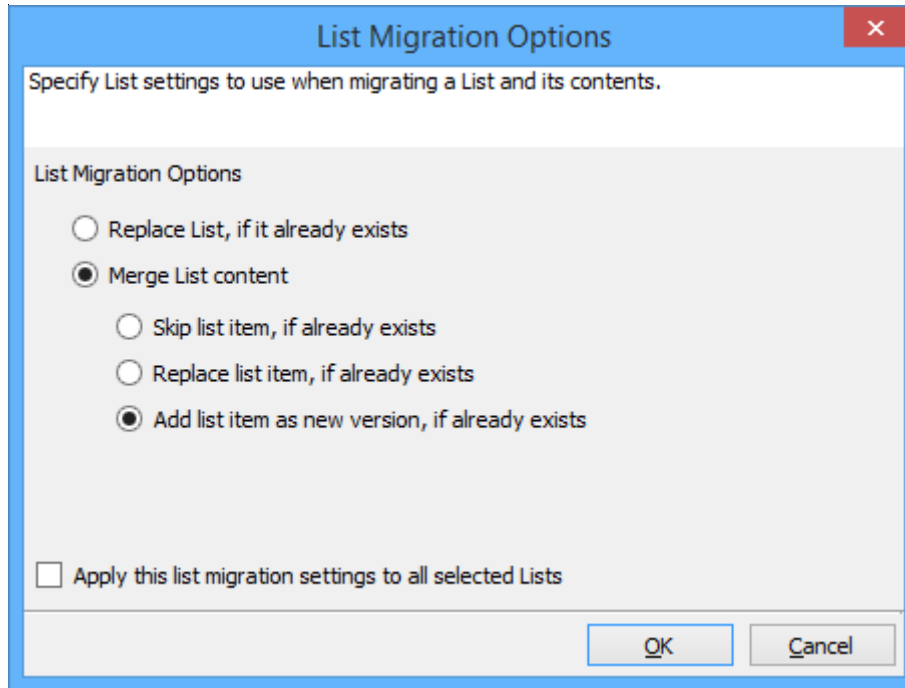 List Migration Options
Specify List settings to use when migrating a List and its contents.
List Migration Options
Replace List, if it already exists
Merge List content
Skip list item, if already exists
Replace list item, if already exists
Add list item as new version, if already exists
Apply this list migration settings to all selected Lists
OK
Cancel